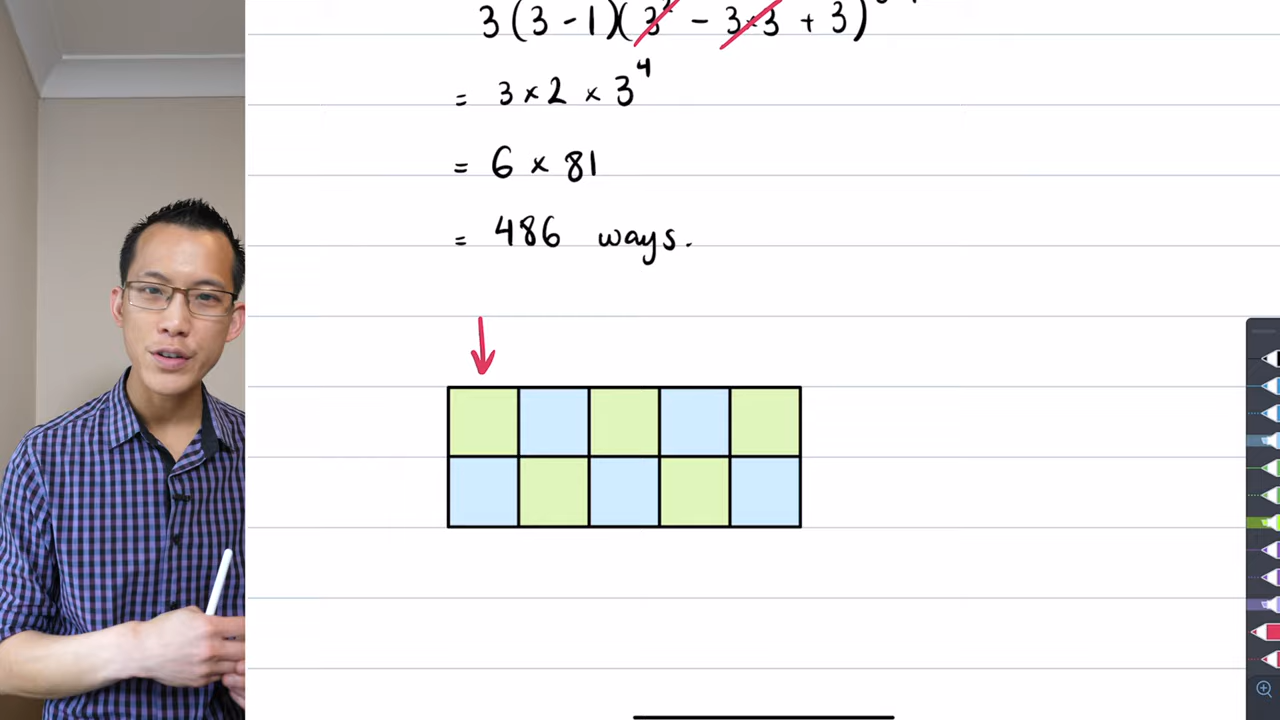 3(3-1)(3² - 3×3 + 3)
= 3×2 × 3⁴
= 6 × 81
= 486 ways.